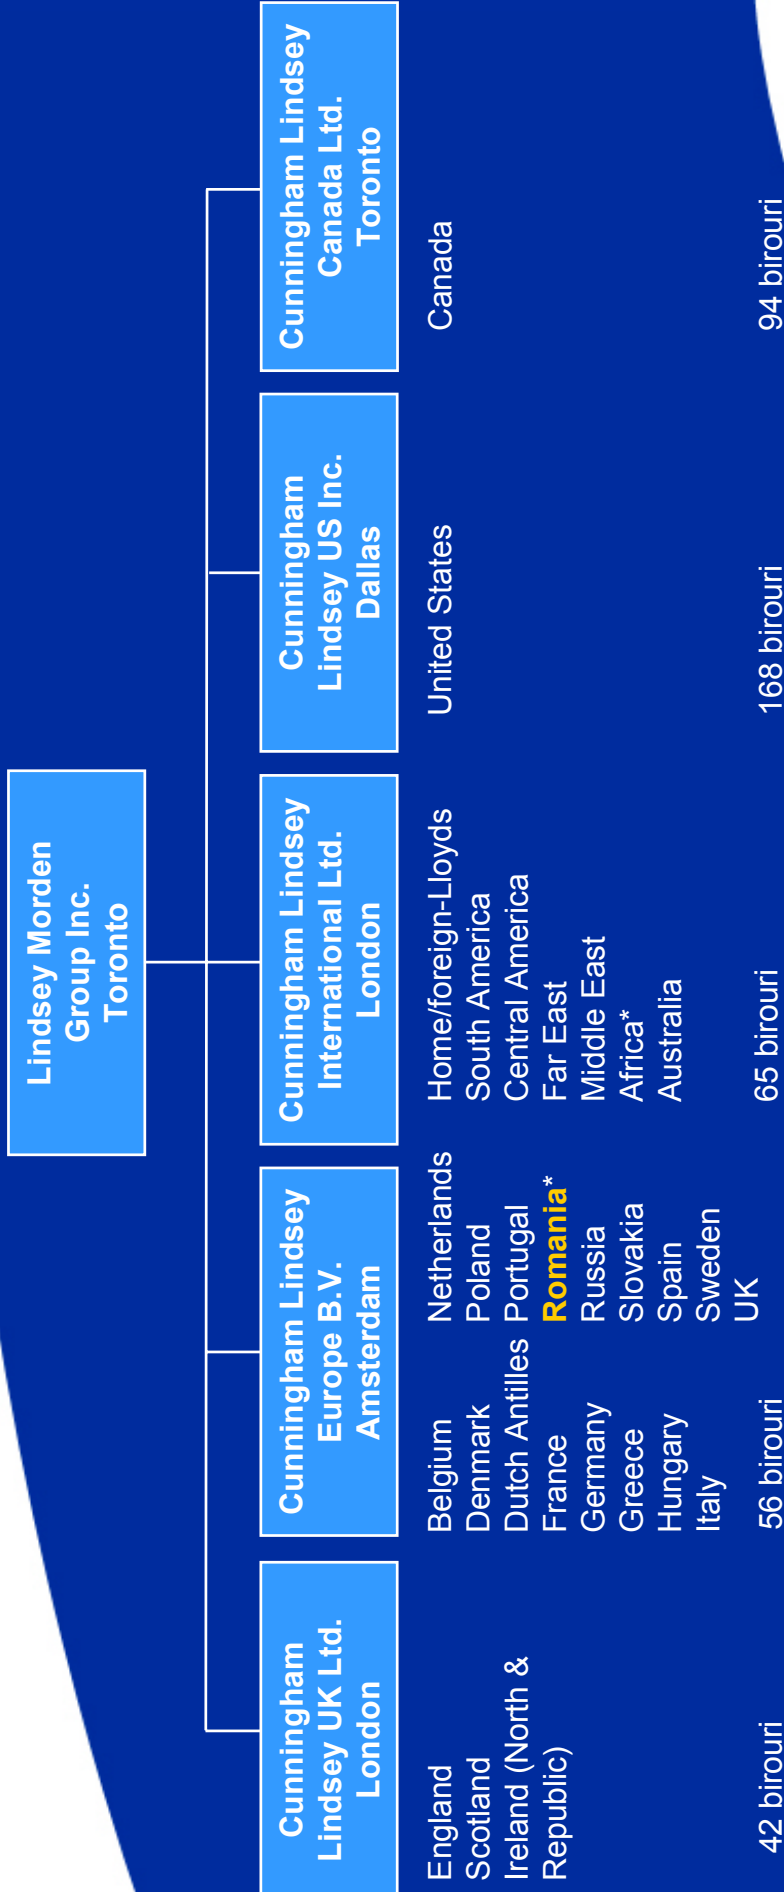 Lindsey Morden
Group Inc.
Toronto
Cunningham
Lindsey UK Ltd.
London
Cunningham Lindsey
Europe B.V.
Amsterdam
Cunningham Lindsey
International Ltd.
London
Cunningham
Lindsey US Inc.
Dallas
Cunningham Lindsey
Canada Ltd.
Toronto
England
Scotland
Ireland (North &
Republic)
Belgium
Denmark
Dutch Antilles
France
Germany
Greece
Hungary
Italy
Netherlands
Poland
Portugal
Romania*
Russia
Slovakia
Spain
Sweden
UK
Home/foreign-Lloyds
South America
Central America
Far East
Middle East
Africa*
Australia
United States
Canada
42 birouri
56 birouri
65 birouri
168 birouri
94 birouri